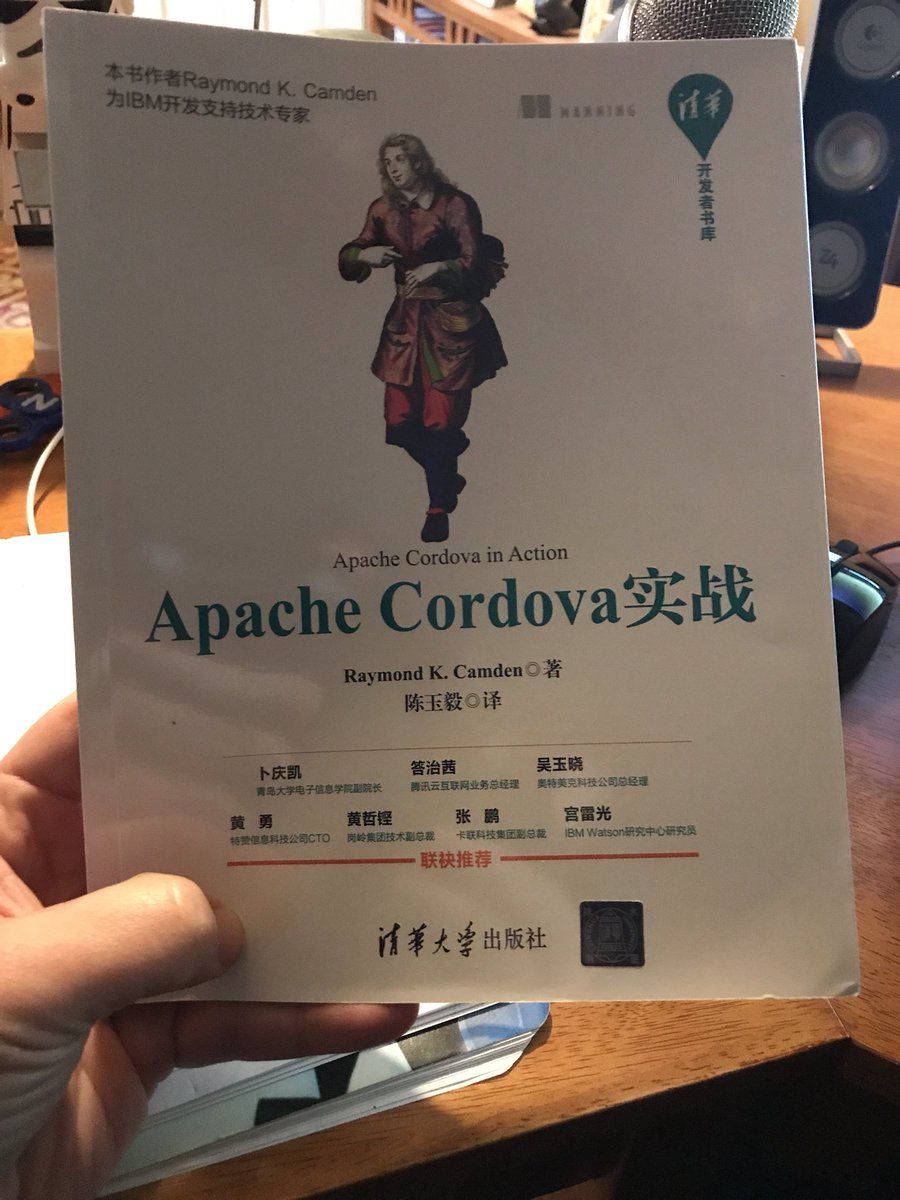 本书作者Raymond K. Camden
为IBM开发支持技术专家
MANNING
清华
开发者书库
Apache Cordova in Action
Apache Cordova实战
Raymond K. Camden◎著
陈玉毅◎译
卜庆凯 答治茜 吴玉晓
青岛大学电子信息学院副院长 腾讯云互联网业务总经理 奥特美克科技公司总经理
黄 勇 黄哲铿 张 鹏 宫雷光
特赞信息科技公司CTO 岗岭集团技术副总裁 卡联科技集团副总裁 IBM Watson研究中心研究员
联袂推荐
清华大学出版社
Z4
N